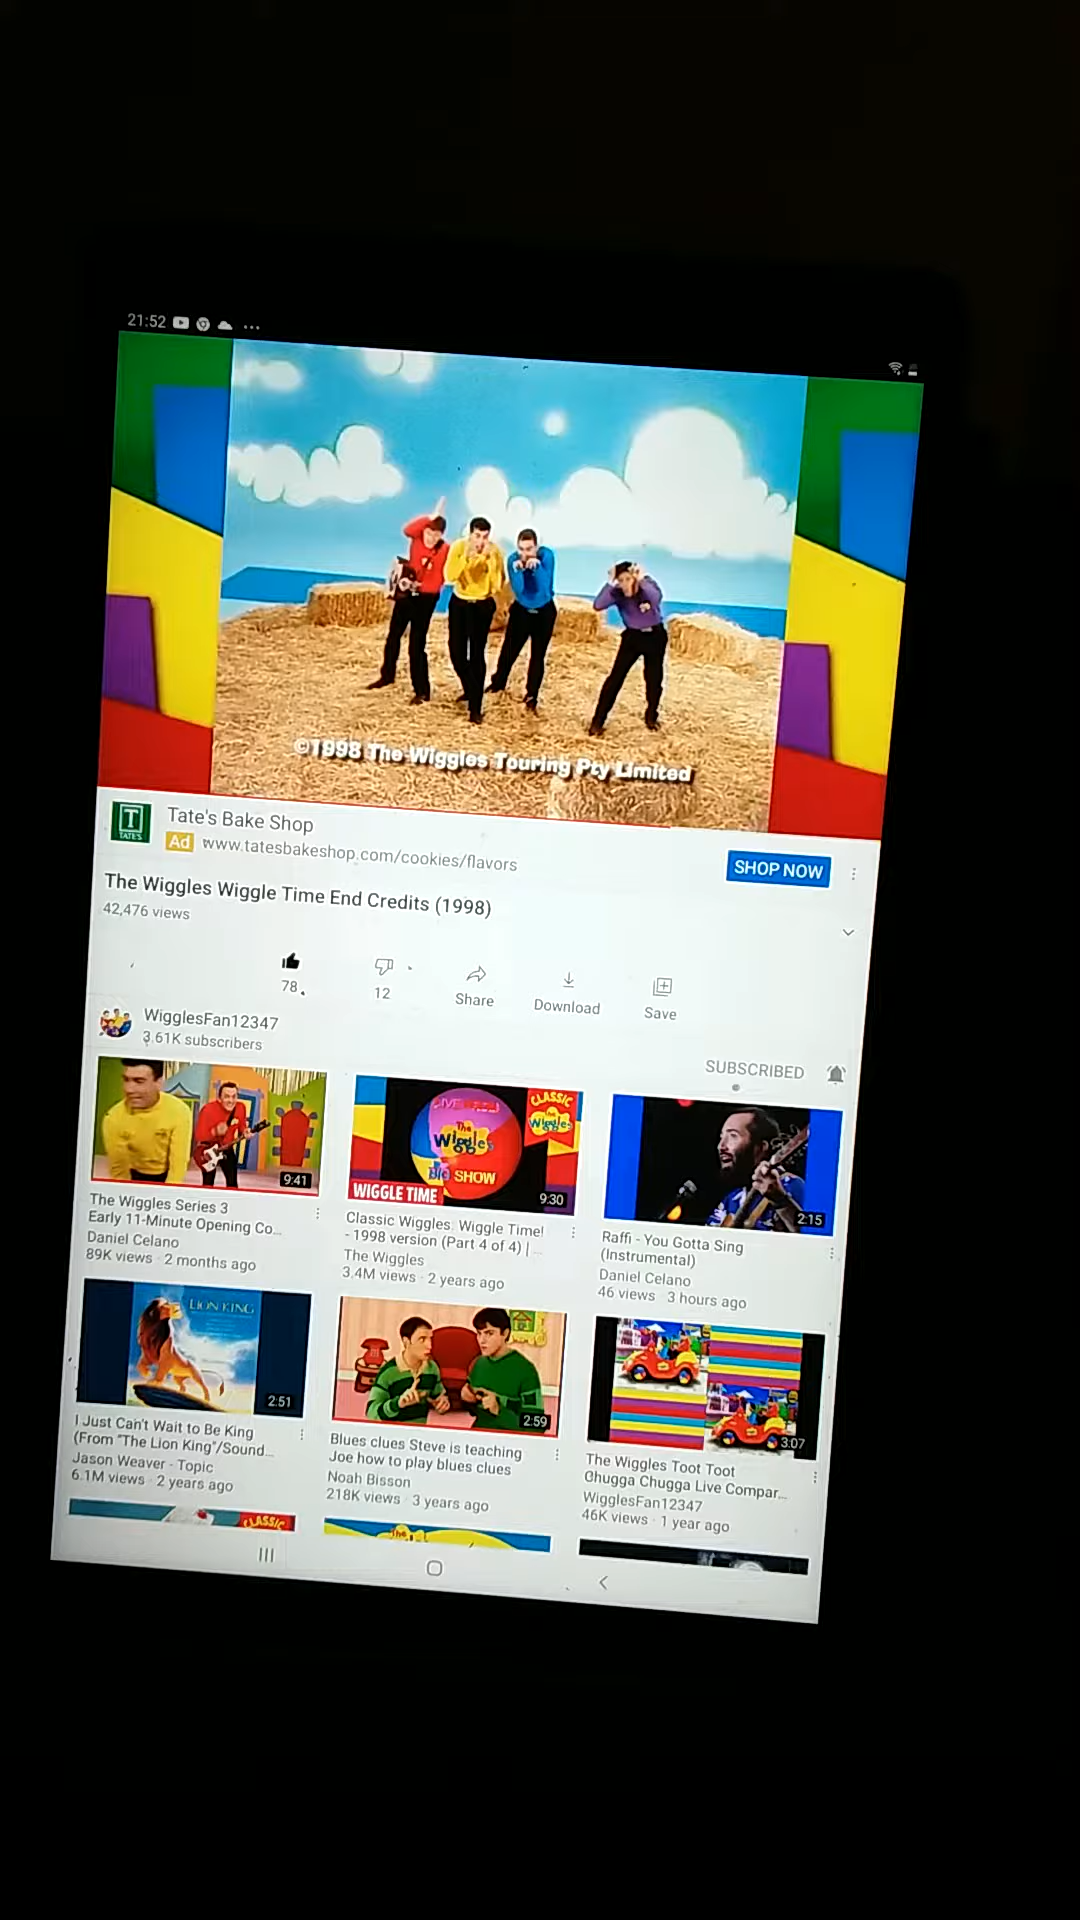 21:52
©1998 The Wiggles Touring Pty Limited
T
TATE'S
Tate's Bake Shop
Ad www.tatesbakeshop.com/cookies/flavors
SHOP NOW
The Wiggles Wiggle Time End Credits (1998)
42,476 views
78
12
Share
Download
Save
WigglesFan12347
3.61K subscribers
SUBSCRIBED
9:41
The Wiggles Series 3
Early 11-Minute Opening Co...
Daniel Celano
89K views · 2 months ago
CLASSIC
The Wiggles
The Wiggles
BIG SHOW
WIGGLE TIME
9:30
Classic Wiggles: Wiggle Time!
- 1998 version (Part 4 of 4) | ...
The Wiggles
3.4M views · 2 years ago
2:15
Raffi - You Gotta Sing
(Instrumental)
Daniel Celano
46 views · 3 hours ago
LION KING
2:51
I Just Can't Wait to Be King
(From "The Lion King"/Sound...
Jason Weaver - Topic
6.1M views · 2 years ago
2:59
Blues clues Steve is teaching
Joe how to play blues clues
Noah Bisson
218K views · 3 years ago
3:07
The Wiggles Toot Toot
Chugga Chugga Live Compar...
WigglesFan12347
46K views · 1 year ago
CLASSIC
The